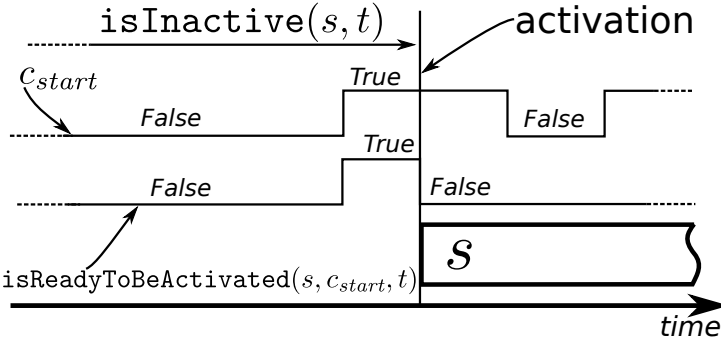 isInactive(s, t)
activation
c_start
True
False
False
True
False
False
s
isReadyToBeActivated(s, c_start, t)
time